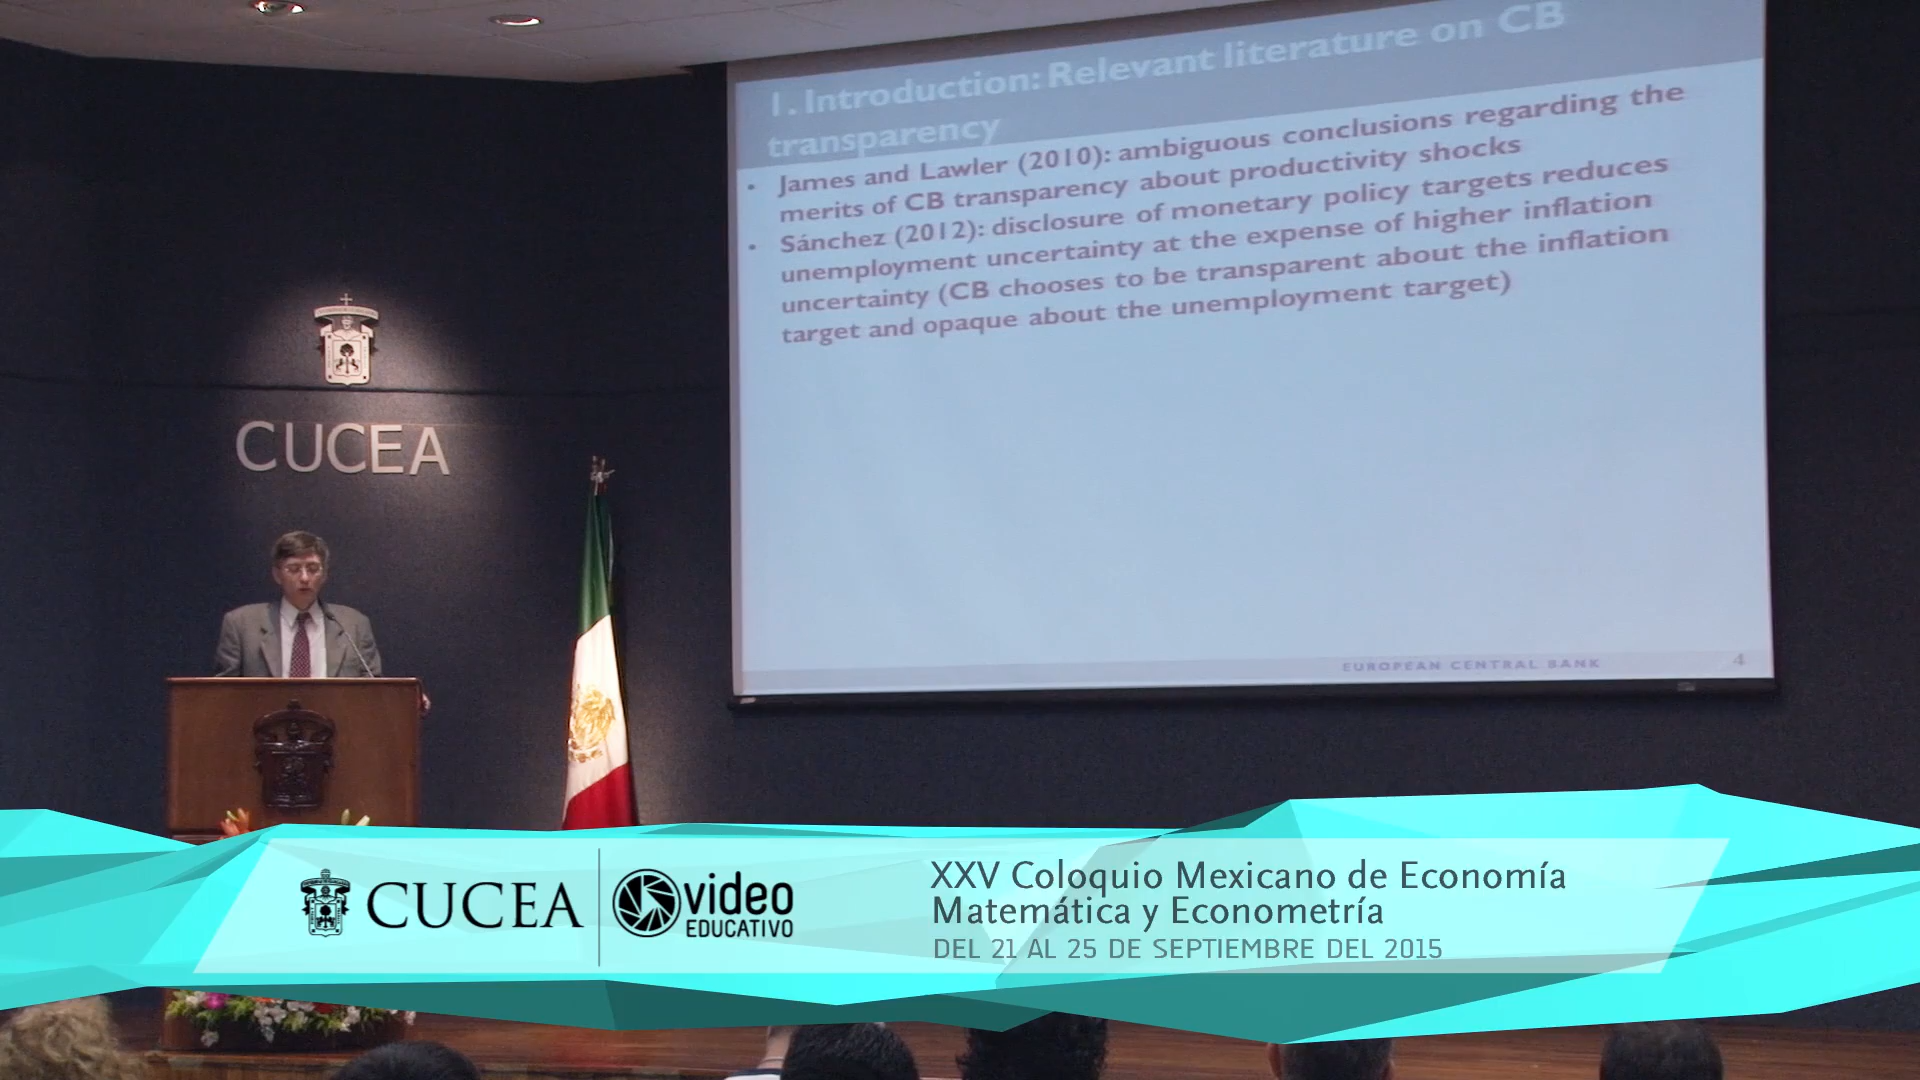 1. Introduction: Relevant literature on CB
transparency
• James and Lawler (2010): ambiguous conclusions regarding the
merits of CB transparency about productivity shocks
• Sánchez (2012): disclosure of monetary policy targets reduces
unemployment uncertainty at the expense of higher inflation
uncertainty (CB chooses to be transparent about the inflation
target and opaque about the unemployment target)
EUROPEAN CENTRAL BANK 4
CUCEA
CUCEA
video
EDUCATIVO
XXV Coloquio Mexicano de Economía
Matemática y Econometría
DEL 21 AL 25 DE SEPTIEMBRE DEL 2015